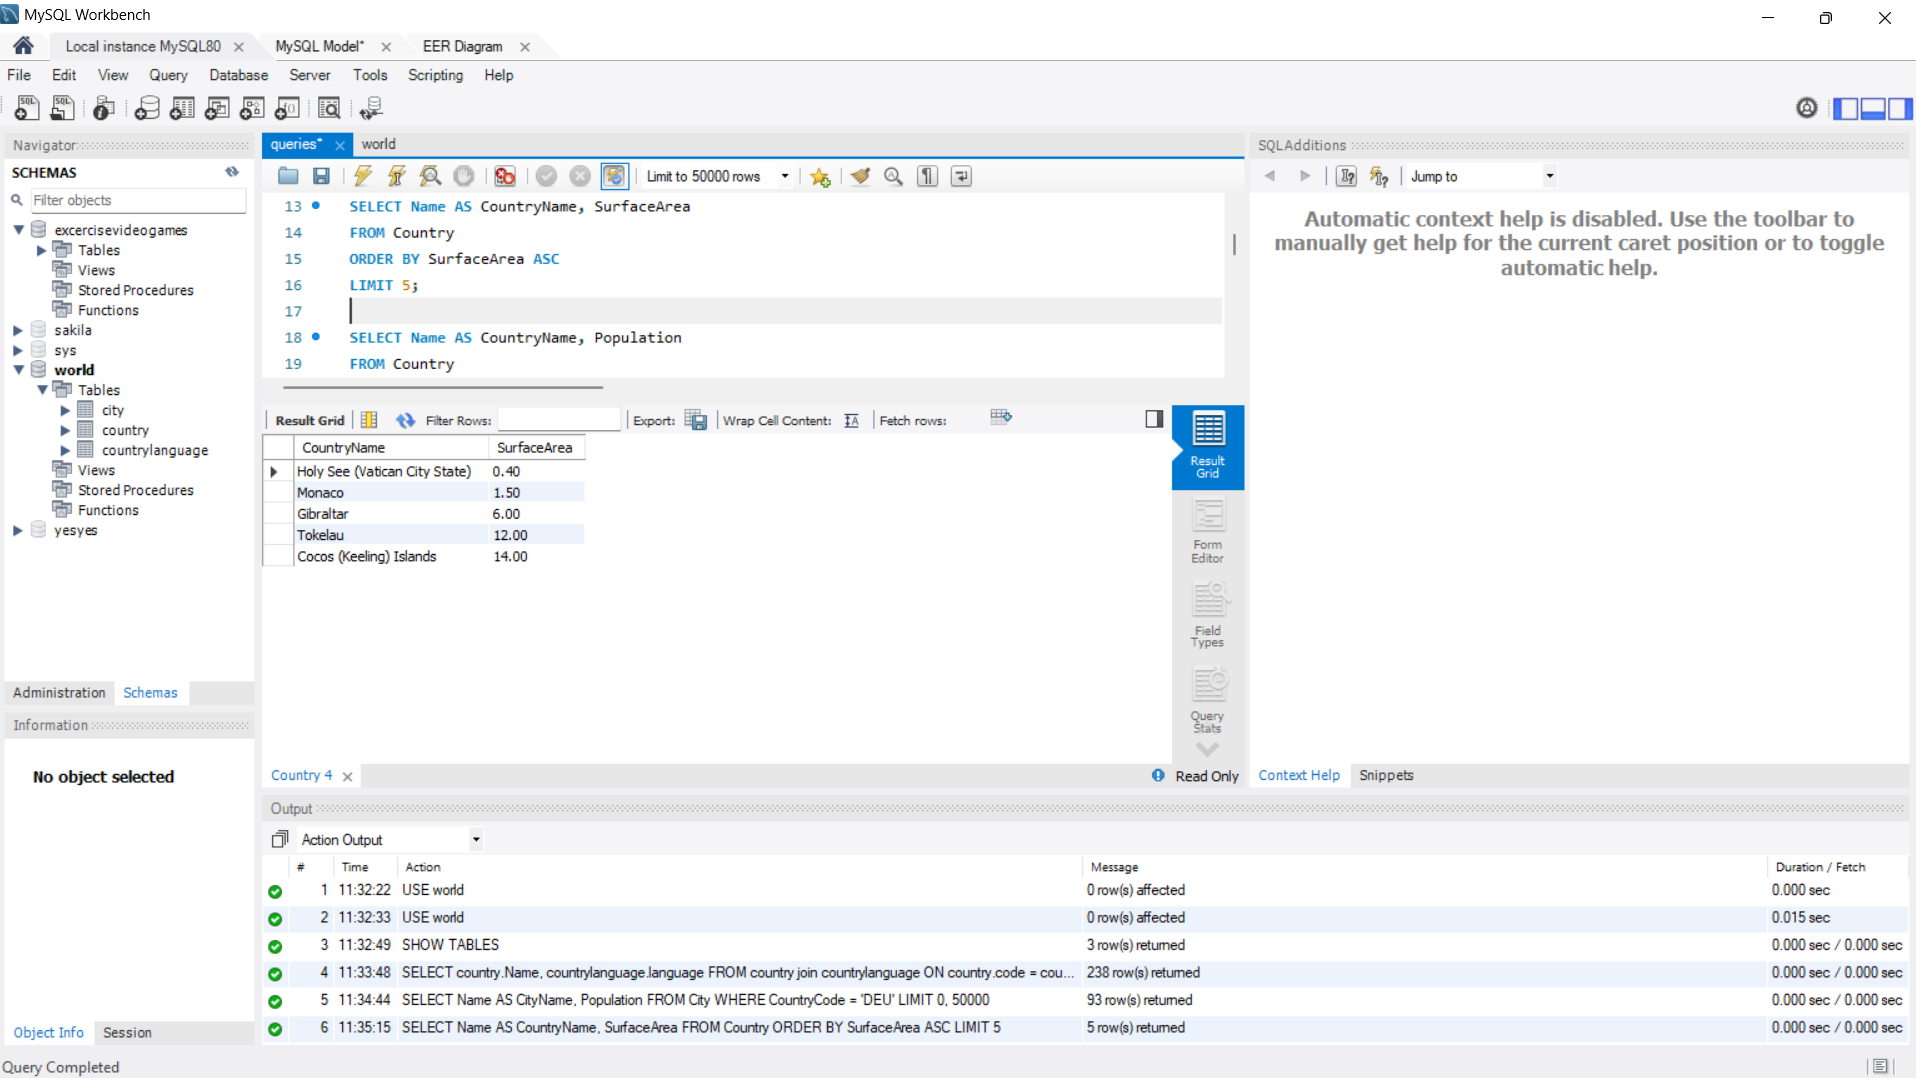 MySQL Workbench
Local instance MySQL80
MySQL Model*
EER Diagram
File Edit View Query Database Server Tools Scripting Help
Navigator
SCHEMAS
Filter objects
excercisevideogames
Tables
Views
Stored Procedures
Functions
sakila
sys
world
Tables
city
country
countrylanguage
Views
Stored Procedures
Functions
yesyes
Administration Schemas
Information
No object selected
Object Info Session
Query Completed
queries* world
Limit to 50000 rows
13 SELECT Name AS CountryName, SurfaceArea
14 FROM Country
15 ORDER BY SurfaceArea ASC
16 LIMIT 5;
17
18 SELECT Name AS CountryName, Population
19 FROM Country
Result Grid Filter Rows: Export: Wrap Cell Content: Fetch rows:
CountryName SurfaceArea
Holy See (Vatican City State) 0.40
Monaco 1.50
Gibraltar 6.00
Tokelau 12.00
Cocos (Keeling) Islands 14.00
Result
Grid
Form
Editor
Field
Types
Query
Stats
Country 4
Read Only
SQLAdditions
Jump to
Automatic context help is disabled. Use the toolbar to
manually get help for the current caret position or to toggle
automatic help.
Context Help Snippets
Output
Action Output
# Time Action Message Duration / Fetch
1 11:32:22 USE world 0 row(s) affected 0.000 sec
2 11:32:33 USE world 0 row(s) affected 0.015 sec
3 11:32:49 SHOW TABLES 3 row(s) returned 0.000 sec / 0.000 sec
4 11:33:48 SELECT country.Name, countrylanguage.language FROM country join countrylanguage ON country.code = cou... 238 row(s) returned 0.000 sec / 0.000 sec
5 11:34:44 SELECT Name AS CityName, Population FROM City WHERE CountryCode = 'DEU' LIMIT 0, 50000 93 row(s) returned 0.000 sec / 0.000 sec
6 11:35:15 SELECT Name AS CountryName, SurfaceArea FROM Country ORDER BY SurfaceArea ASC LIMIT 5 5 row(s) returned 0.000 sec / 0.000 sec